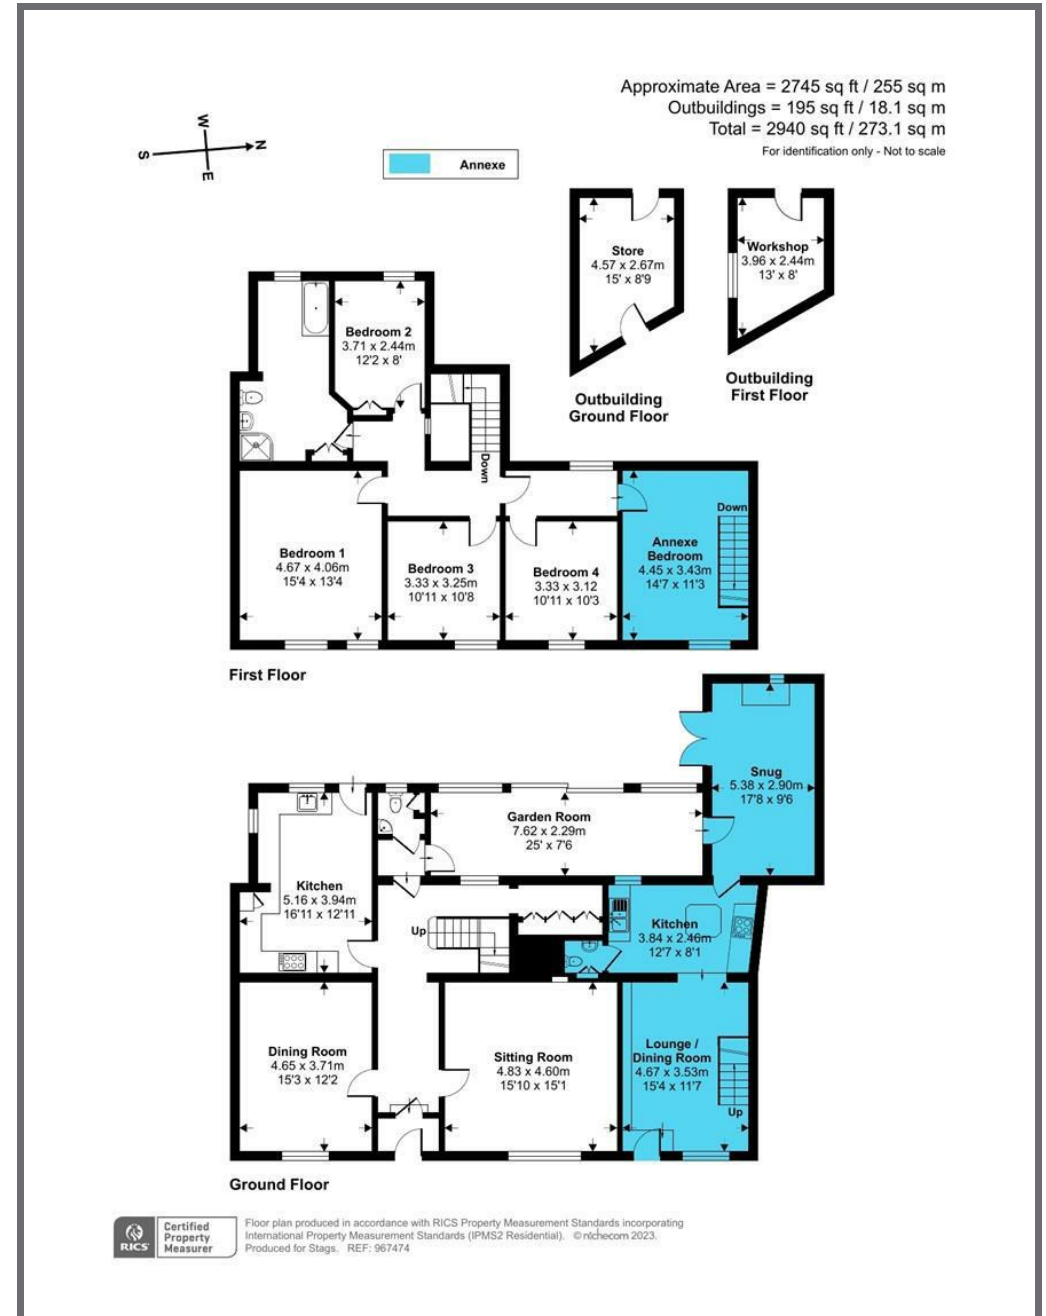 Approximate Area = 2745 sq ft / 255 sq m
Outbuildings = 195 sq ft / 18.1 sq m
Total = 2940 sq ft / 273.1 sq m
For identification only - Not to scale
W
S
N
E
Annexe
Store
4.57 x 2.67m
15' x 8'9
Workshop
3.96 x 2.44m
13' x 8'
Outbuilding
Ground Floor
Outbuilding
First Floor
Bedroom 2
3.71 x 2.44m
12'2 x 8'
Down
Bedroom 1
4.67 x 4.06m
15'4 x 13'4
Bedroom 3
3.33 x 3.25m
10'11 x 10'8
Bedroom 4
3.33 x 3.12
10'11 x 10'3
Annexe
Bedroom
4.45 x 3.43m
14'7 x 11'3
Down
First Floor
Snug
5.38 x 2.90m
17'8 x 9'6
Garden Room
7.62 x 2.29m
25' x 7'6
Kitchen
5.16 x 3.94m
16'11 x 12'11
Up
Kitchen
3.84 x 2.46m
12'7 x 8'1
Dining Room
4.65 x 3.71m
15'3 x 12'2
Sitting Room
4.83 x 4.60m
15'10 x 15'1
Lounge /
Dining Room
4.67 x 3.53m
15'4 x 11'7
Up
Ground Floor
RICS
Certified
Property
Measurer
Floor plan produced in accordance with RICS Property Measurement Standards incorporating
International Property Measurement Standards (IPMS2 Residential). © nichecom 2023.
Produced for Stags. REF: 967474